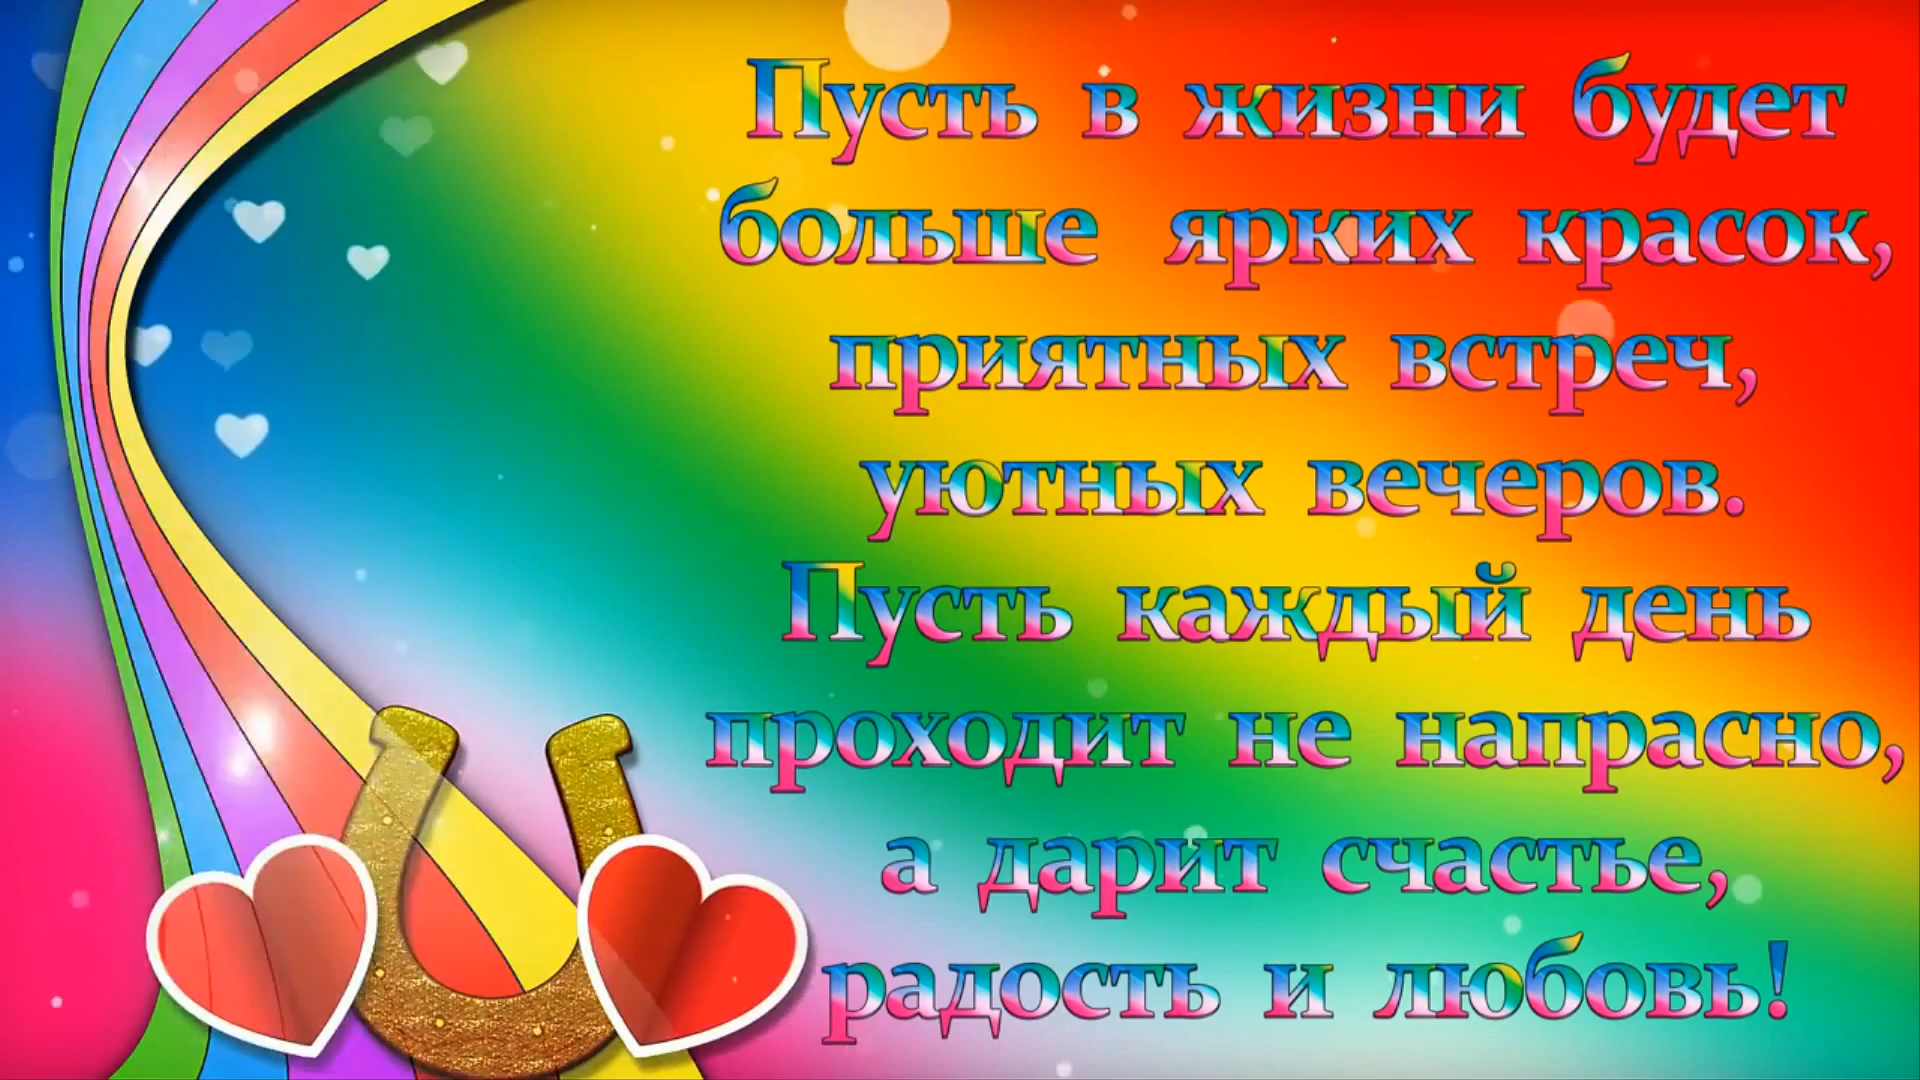 Пусть в жизни будет
больше ярких красок,
приятных встреч,
уютных вечеров.
Пусть каждый день
проходит не напрасно,
а дарит счастье,
радость и любовь!